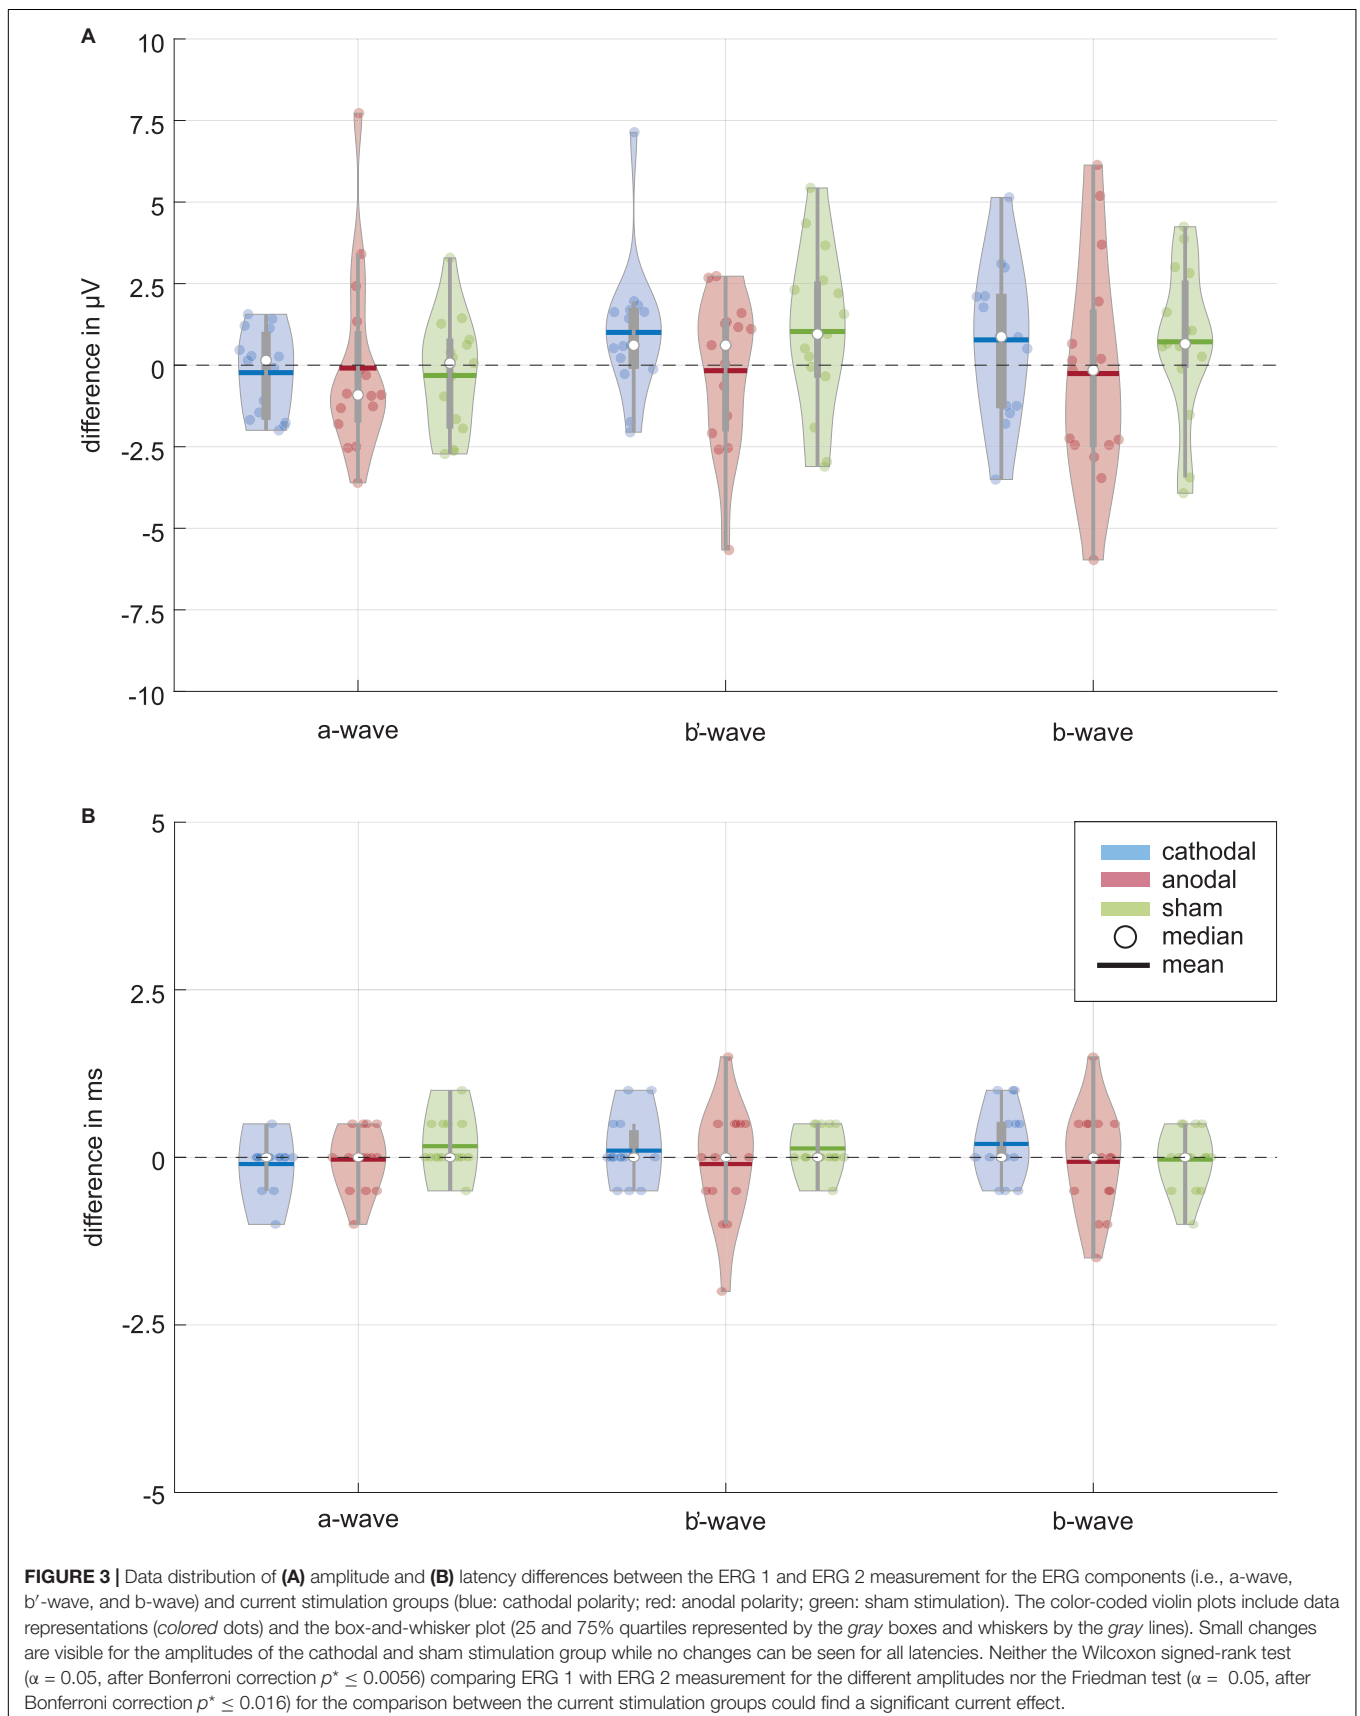 A
10
7.5
5
2.5
0
-2.5
-5
-7.5
-10
difference in µV
a-wave
b'-wave
b-wave
B
5
2.5
0
-2.5
-5
difference in ms
cathodal
anodal
sham
median
mean
a-wave
b'-wave
b-wave
FIGURE 3 | Data distribution of (A) amplitude and (B) latency differences between the ERG 1 and ERG 2 measurement for the ERG components (i.e., a-wave,
b′-wave, and b-wave) and current stimulation groups (blue: cathodal polarity; red: anodal polarity; green: sham stimulation). The color-coded violin plots include data
representations (colored dots) and the box-and-whisker plot (25 and 75% quartiles represented by the gray boxes and whiskers by the gray lines). Small changes
are visible for the amplitudes of the cathodal and sham stimulation group while no changes can be seen for all latencies. Neither the Wilcoxon signed-rank test
(α = 0.05, after Bonferroni correction p* ≤ 0.0056) comparing ERG 1 with ERG 2 measurement for the different amplitudes nor the Friedman test (α = 0.05, after
Bonferroni correction p* ≤ 0.016) for the comparison between the current stimulation groups could find a significant current effect.